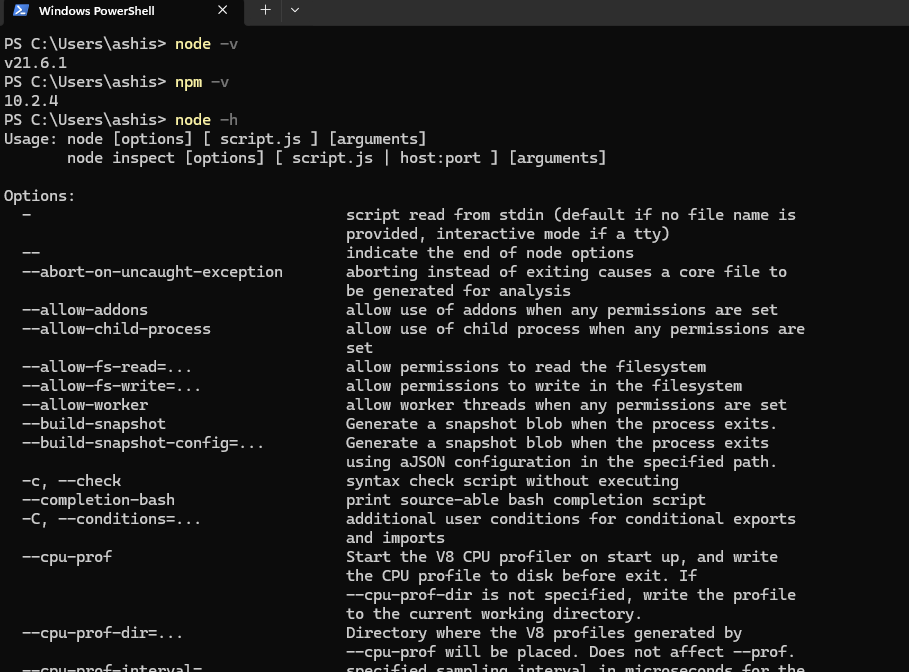 Windows PowerShell
PS C:\Users\ashis> node -v
v21.6.1
PS C:\Users\ashis> npm -v
10.2.4
PS C:\Users\ashis> node -h
Usage: node [options] [ script.js ] [arguments]
       node inspect [options] [ script.js | host:port ] [arguments]

Options:
  -                                   script read from stdin (default if no file name is
                                      provided, interactive mode if a tty)
  --                                  indicate the end of node options
  --abort-on-uncaught-exception       aborting instead of exiting causes a core file to
                                      be generated for analysis
  --allow-addons                      allow use of addons when any permissions are set
  --allow-child-process               allow use of child process when any permissions are
                                      set
  --allow-fs-read=...                 allow permissions to read the filesystem
  --allow-fs-write=...                allow permissions to write in the filesystem
  --allow-worker                      allow worker threads when any permissions are set
  --build-snapshot                    Generate a snapshot blob when the process exits.
  --build-snapshot-config=...         Generate a snapshot blob when the process exits
                                      using aJSON configuration in the specified path.
  -c, --check                         syntax check script without executing
  --completion-bash                   print source-able bash completion script
  -C, --conditions=...                additional user conditions for conditional exports
                                      and imports
  --cpu-prof                          Start the V8 CPU profiler on start up, and write
                                      the CPU profile to disk before exit. If
                                      --cpu-prof-dir is not specified, write the profile
                                      to the current working directory.
  --cpu-prof-dir=...                  Directory where the V8 profiles generated by
                                      --cpu-prof will be placed. Does not affect --prof.
  --cpu-prof-interval=                specified sampling interval in microseconds for the